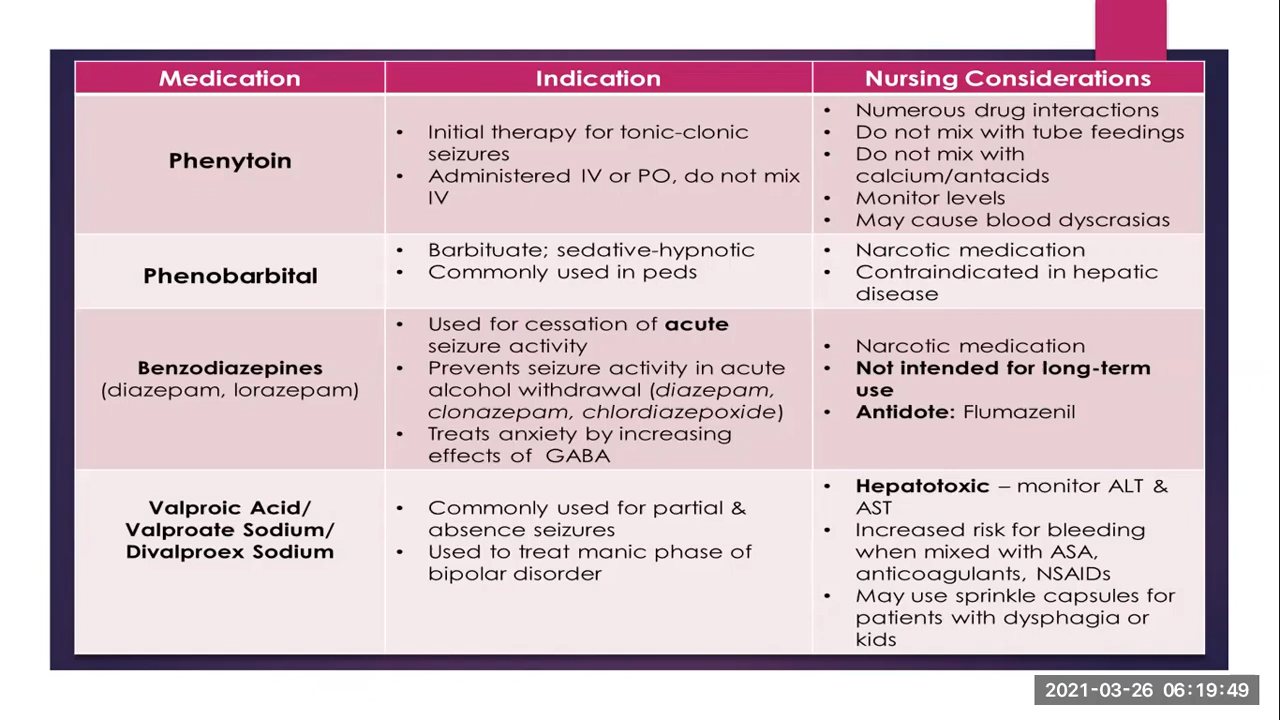 Medication
Indication
Nursing Considerations
Phenytoin
• Initial therapy for tonic-clonic
seizures
• Administered IV or PO, do not mix
IV
• Numerous drug interactions
• Do not mix with tube feedings
• Do not mix with
calcium/antacids
• Monitor levels
• May cause blood dyscrasias
Phenobarbital
• Barbituate; sedative-hypnotic
• Commonly used in peds
• Narcotic medication
• Contraindicated in hepatic
disease
Benzodiazepines
(diazepam, lorazepam)
• Used for cessation of acute
seizure activity
• Prevents seizure activity in acute
alcohol withdrawal (diazepam,
clonazepam, chlordiazepoxide)
• Treats anxiety by increasing
effects of GABA
• Narcotic medication
• Not intended for long-term
use
• Antidote: Flumazenil
Valproic Acid/
Valproate Sodium/
Divalproex Sodium
• Commonly used for partial &
absence seizures
• Used to treat manic phase of
bipolar disorder
• Hepatotoxic – monitor ALT &
AST
• Increased risk for bleeding
when mixed with ASA,
anticoagulants, NSAIDs
• May use sprinkle capsules for
patients with dysphagia or
kids
2021-03-26 06:19:49